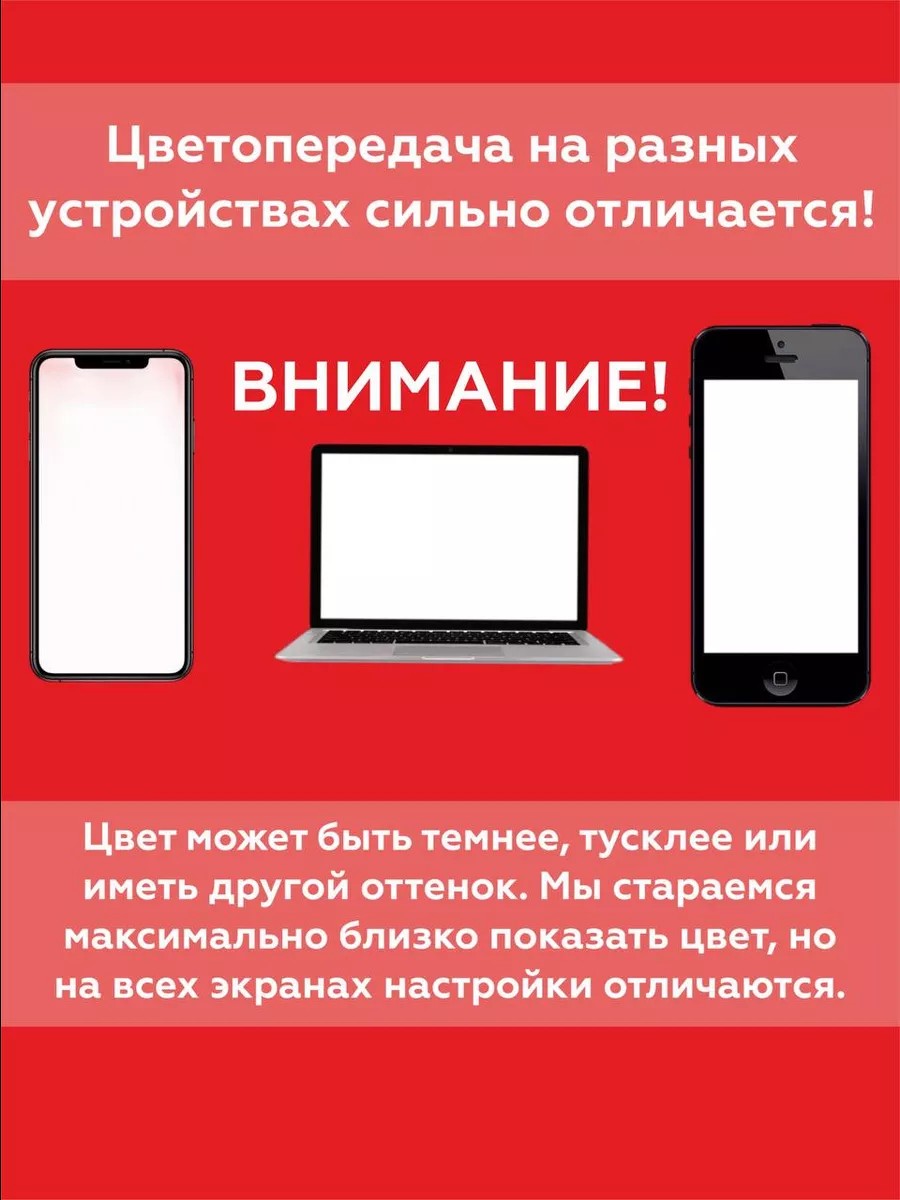 Цветопередача на разных
устройствах сильно отличается!
ВНИМАНИЕ!
Цвет может быть темнее, тусклее или
иметь другой оттенок. Мы стараемся
максимально близко показать цвет, но
на всех экранах настройки отличаются.